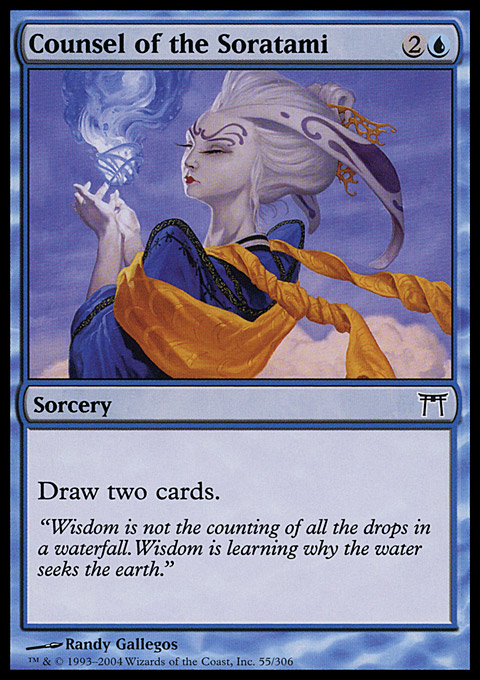 Counsel of the Soratami 2
Sorcery
Draw two cards.
“Wisdom is not the counting of all the drops in
a waterfall. Wisdom is learning why the water
seeks the earth.”
Randy Gallegos
™ & © 1993–2004 Wizards of the Coast, Inc. 55/306